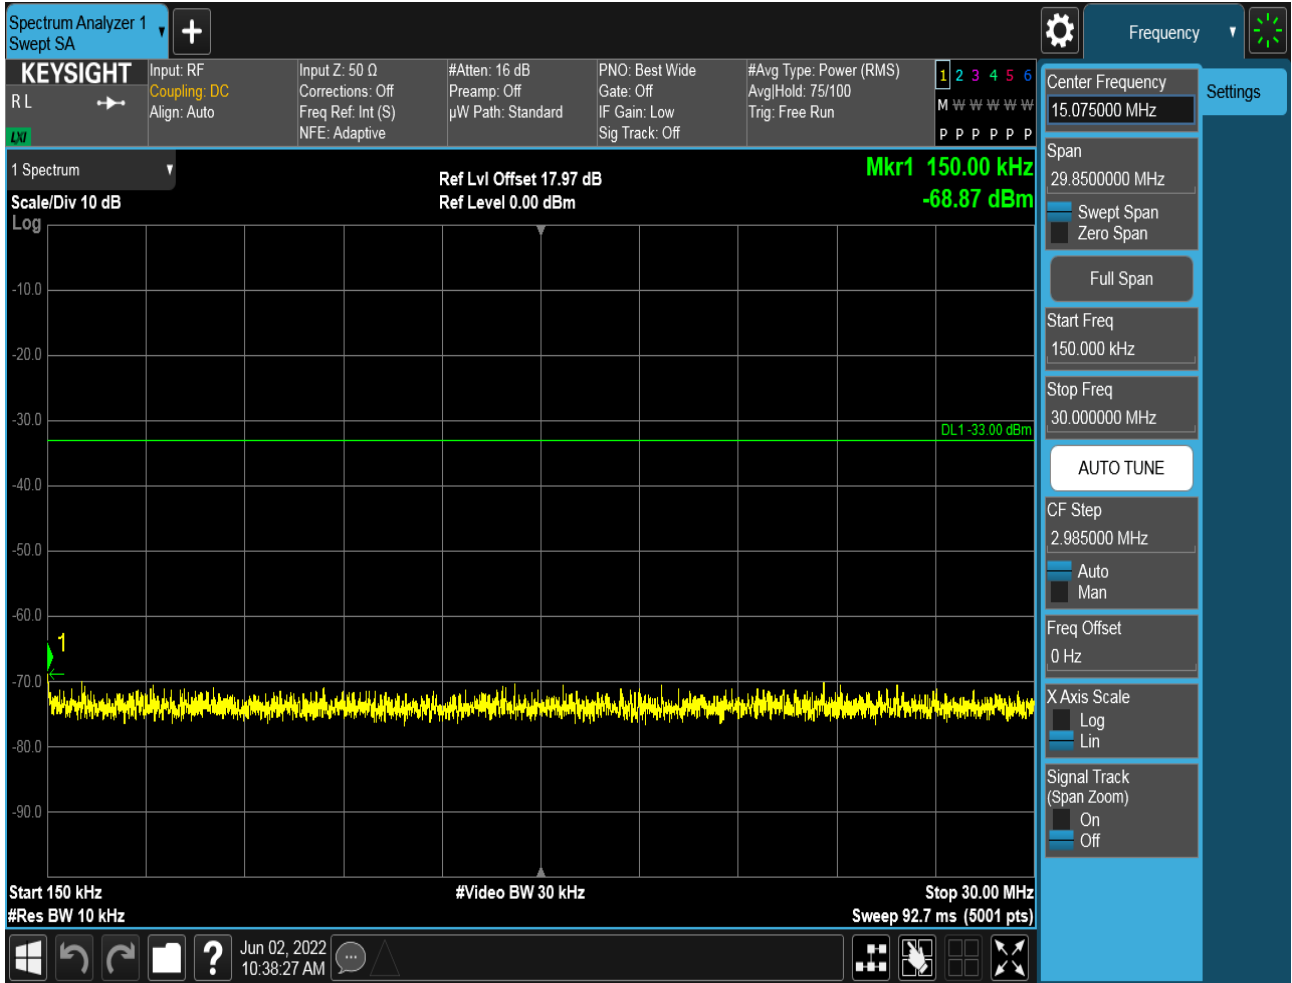 Spectrum Analyzer 1
Swept SA
Frequency
KEYSIGHT
R L
LXI
Input: RF
Coupling: DC
Align: Auto
Input Z: 50 Ω
Corrections: Off
Freq Ref: Int (S)
NFE: Adaptive
#Atten: 16 dB
Preamp: Off
µW Path: Standard
PNO: Best Wide
Gate: Off
IF Gain: Low
Sig Track: Off
#Avg Type: Power (RMS)
Avg|Hold: 75/100
Trig: Free Run
1 2 3 4 5 6
M W W W W W
P P P P P P
1 Spectrum
Scale/Div 10 dB
Log
Ref Lvl Offset 17.97 dB
Ref Level 0.00 dBm
Mkr1 150.00 kHz
-68.87 dBm
-10.0
-20.0
-30.0
DL1 -33.00 dBm
-40.0
-50.0
-60.0
1
-70.0
-80.0
-90.0
Start 150 kHz
#Res BW 10 kHz
#Video BW 30 kHz
Stop 30.00 MHz
Sweep 92.7 ms (5001 pts)
Center Frequency
15.075000 MHz
Settings
Span
29.8500000 MHz
Swept Span
Zero Span
Full Span
Start Freq
150.000 kHz
Stop Freq
30.000000 MHz
AUTO TUNE
CF Step
2.985000 MHz
Auto
Man
Freq Offset
0 Hz
X Axis Scale
Log
Lin
Signal Track
(Span Zoom)
On
Off
?
Jun 02, 2022
10:38:27 AM